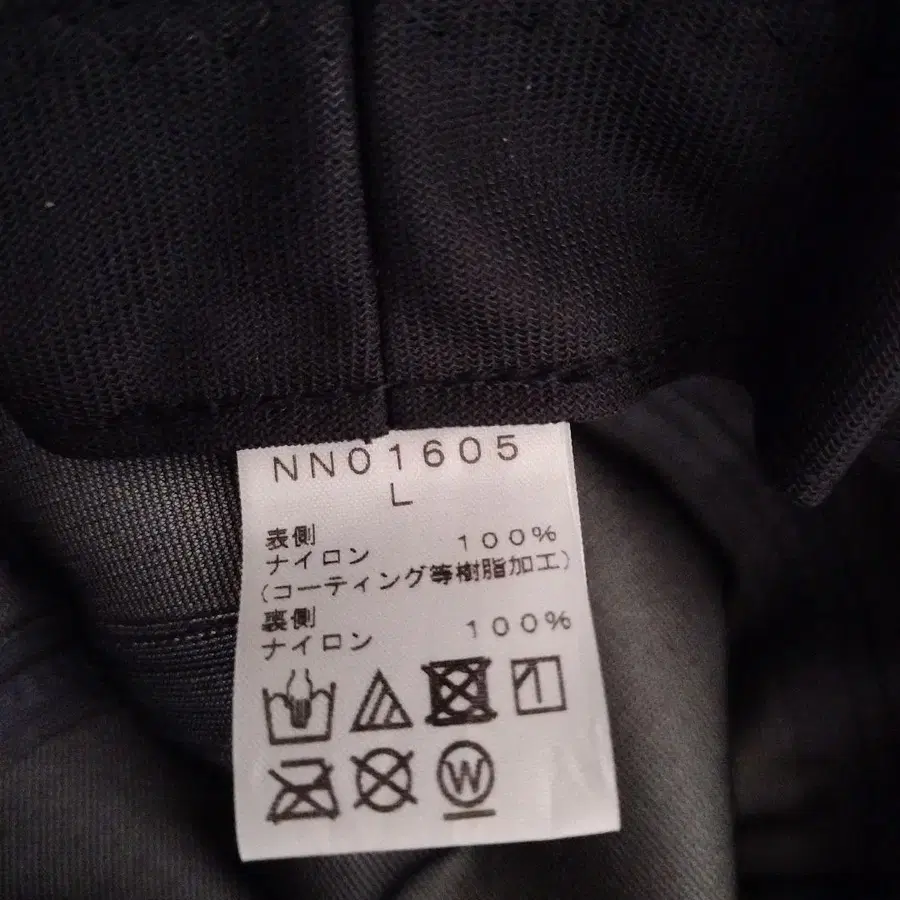 NN01605
L
表側
ナイロン 100%
(コーティング等樹脂加工)
裏側
ナイロン 100%
W